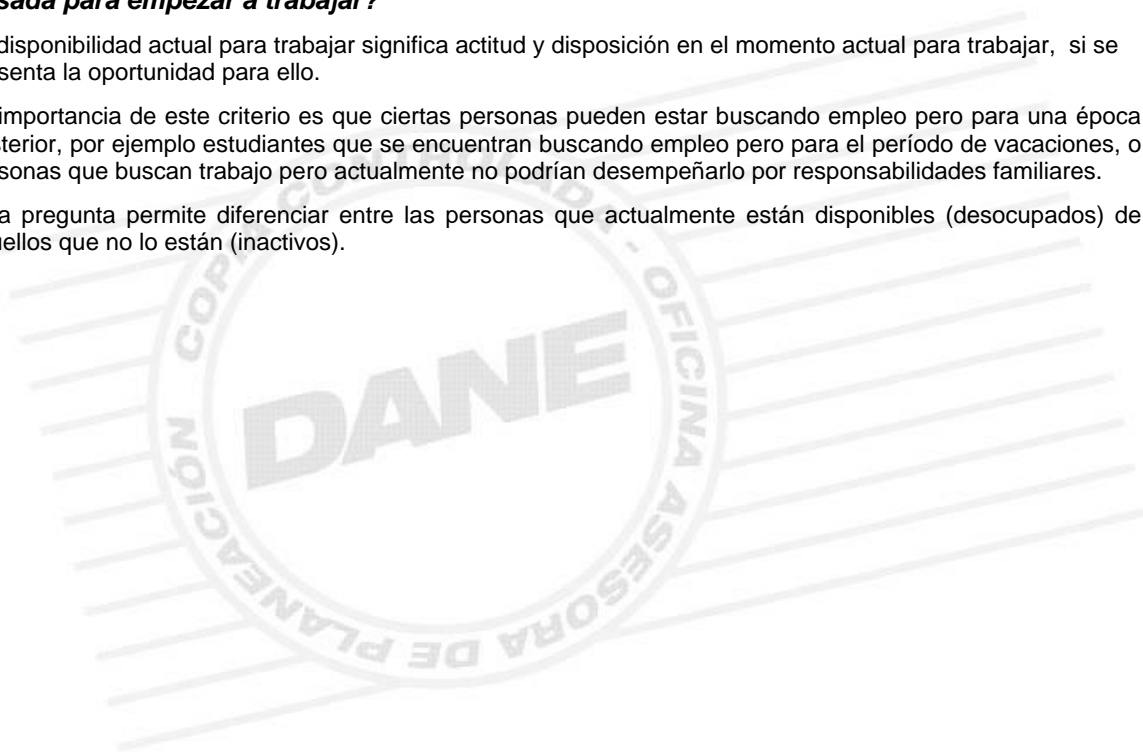 sada para empezar a trabajar?
disponibilidad actual para trabajar significa actitud y disposición en el momento actual para trabajar, si se
senta la oportunidad para ello.
importancia de este criterio es que ciertas personas pueden estar buscando empleo pero para una época
sterior, por ejemplo estudiantes que se encuentran buscando empleo pero para el período de vacaciones, o
sonas que buscan trabajo pero actualmente no podrían desempeñarlo por responsabilidades familiares.
a pregunta permite diferenciar entre las personas que actualmente están disponibles (desocupados) de
uellos que no lo están (inactivos).
COPIA CONTROLADA - OFICINA ASESORA DE PLANEACIÓN
DANE